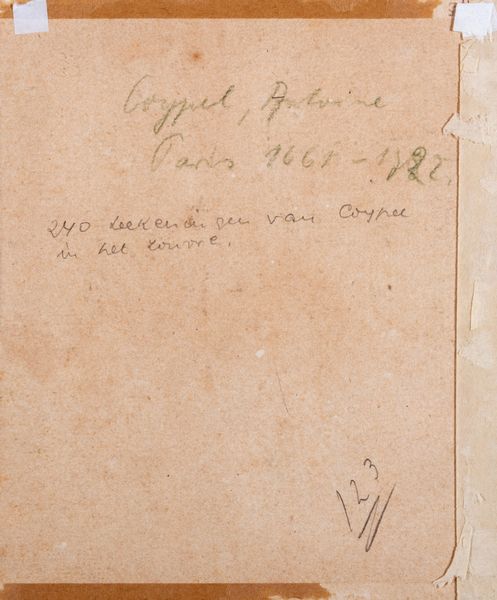 Coypel, Antoine
Paris 1661 - 1722.
240 teekeningen van Coypel
in het Louvre.
123